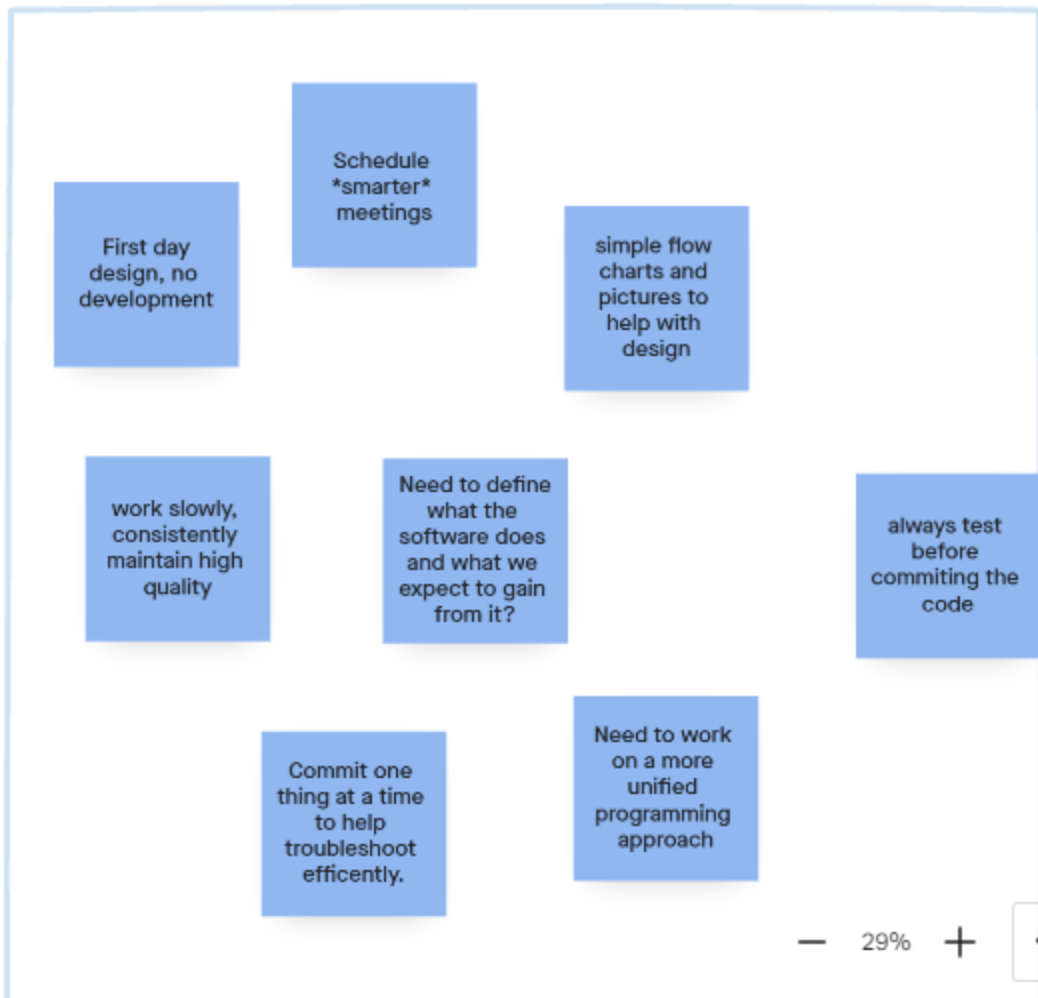 Schedule
*smarter*
meetings
First day
design, no
development
simple flow
charts and
pictures to
help with
design
work slowly,
consistently
maintain high
quality
Need to define
what the
software does
and what we
expect to gain
from it?
always test
before
commiting the
code
Commit one
thing at a time
to help
troubleshoot
efficently.
Need to work
on a more
unified
programming
approach
29%